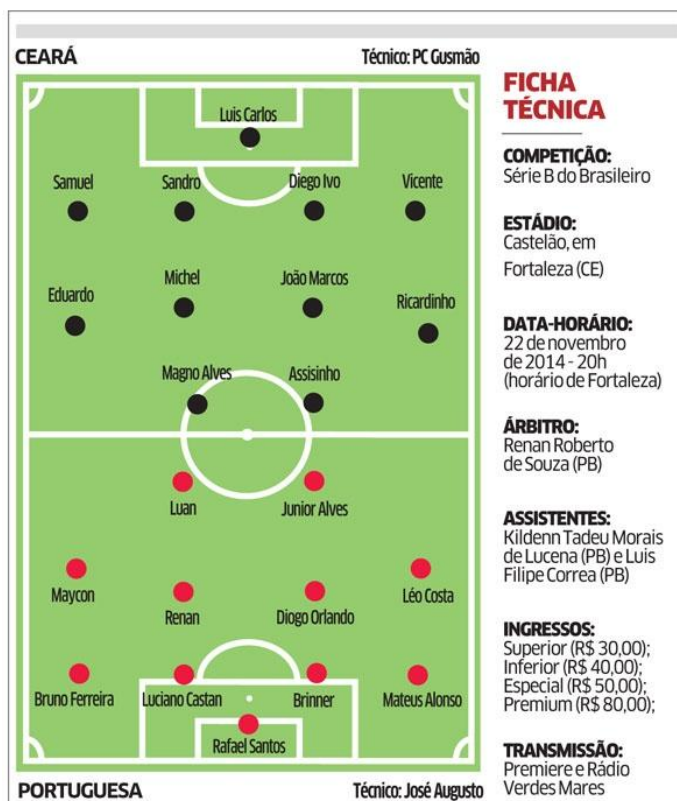 CEARÁ
Técnico: PC Gusmão
Luis Carlos
Samuel
Sandro
Diego Ivo
Vicente
Eduardo
Michel
João Marcos
Ricardinho
Magno Alves
Assisinho
Luan
Junior Alves
Maycon
Renan
Diogo Orlando
Léo Costa
Bruno Ferreira
Luciano Castan
Brinner
Mateus Alonso
Rafael Santos
PORTUGUESA
Técnico: José Augusto
FICHA
TÉCNICA
COMPETIÇÃO:
Série B do Brasileiro
ESTÁDIO:
Castelão, em
Fortaleza (CE)
DATA-HORÁRIO:
22 de novembro
de 2014 - 20h
(horário de Fortaleza)
ÁRBITRO:
Renan Roberto
de Souza (PB)
ASSISTENTES:
Kildenn Tadeu Morais
de Lucena (PB) e Luis
Filipe Correa (PB)
INGRESSOS:
Superior (R$ 30,00);
Inferior (R$ 40,00);
Especial (R$ 50,00);
Premium (R$ 80,00);
TRANSMISSÃO:
Premiere e Rádio
Verdes Mares